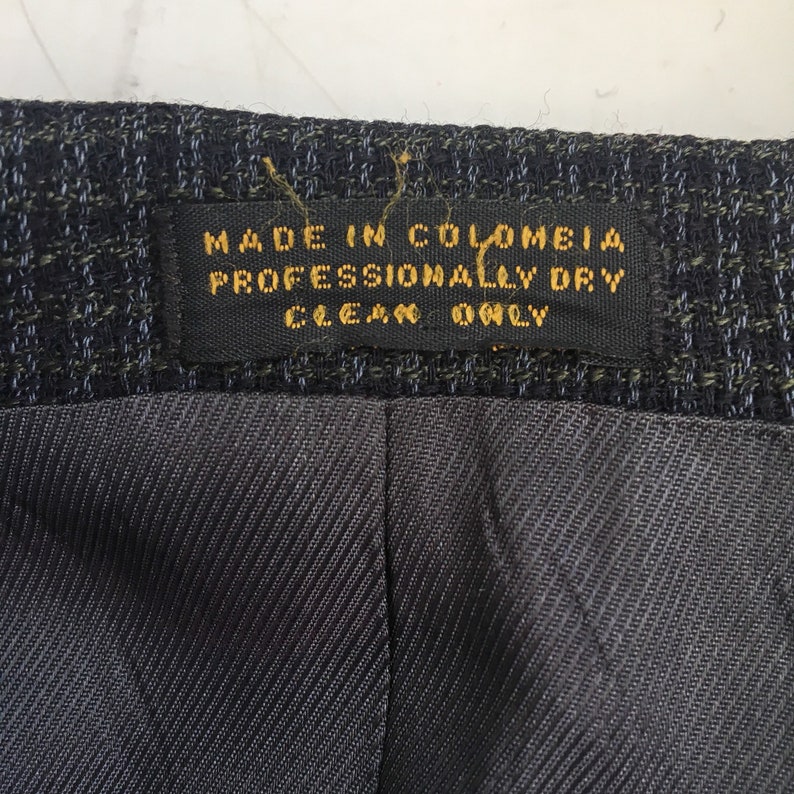 MADE IN COLOMBIA
PROFESSIONALLY DRY
CLEAN ONLY